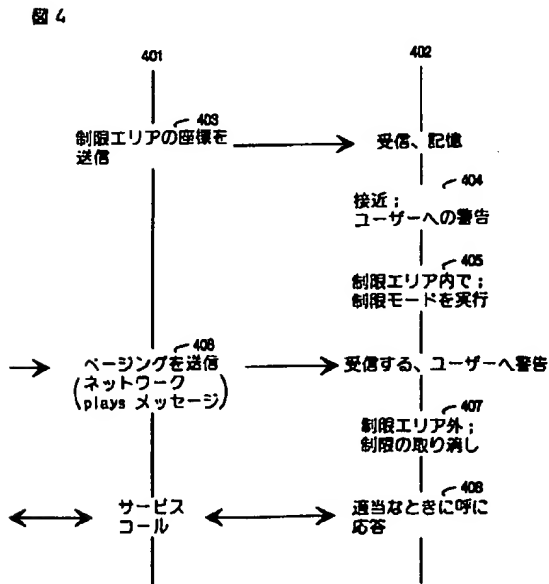 図 4
401
402
403
制限エリアの座標を
送信
受信、記憶
404
接近;
ユーザーへの警告
405
制限エリア内で;
制限モードを実行
406
ページングを送信
(ネットワーク
plays メッセージ)
受信する、ユーザーへ警告
407
制限エリア外;
制限の取り消し
サービス
コール
408
適当なときに呼に
応答